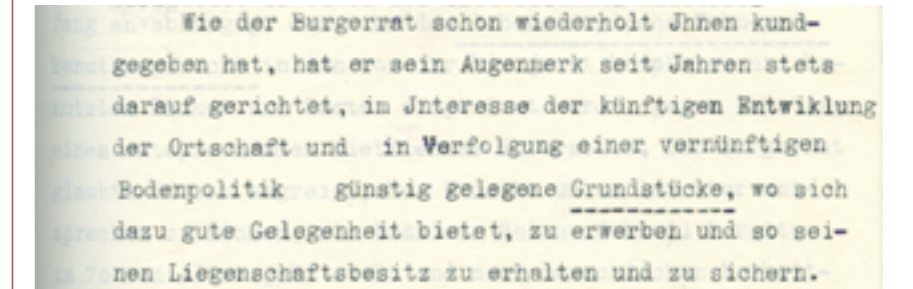 Wie der Burgerrat schon wiederholt Jhnen kund-
gegeben hat, hat er sein Augenmerk seit Jahren stets
darauf gerichtet, im Jnteresse der künftigen Entwiklung
der Ortschaft und in Verfolgung einer vernünftigen
Bodenpolitik günstig gelegene Grundstücke, wo sich
dazu gute Gelegenheit bietet, zu erwerben und so sei-
nen Liegenschaftsbesitz zu erhalten und zu sichern.